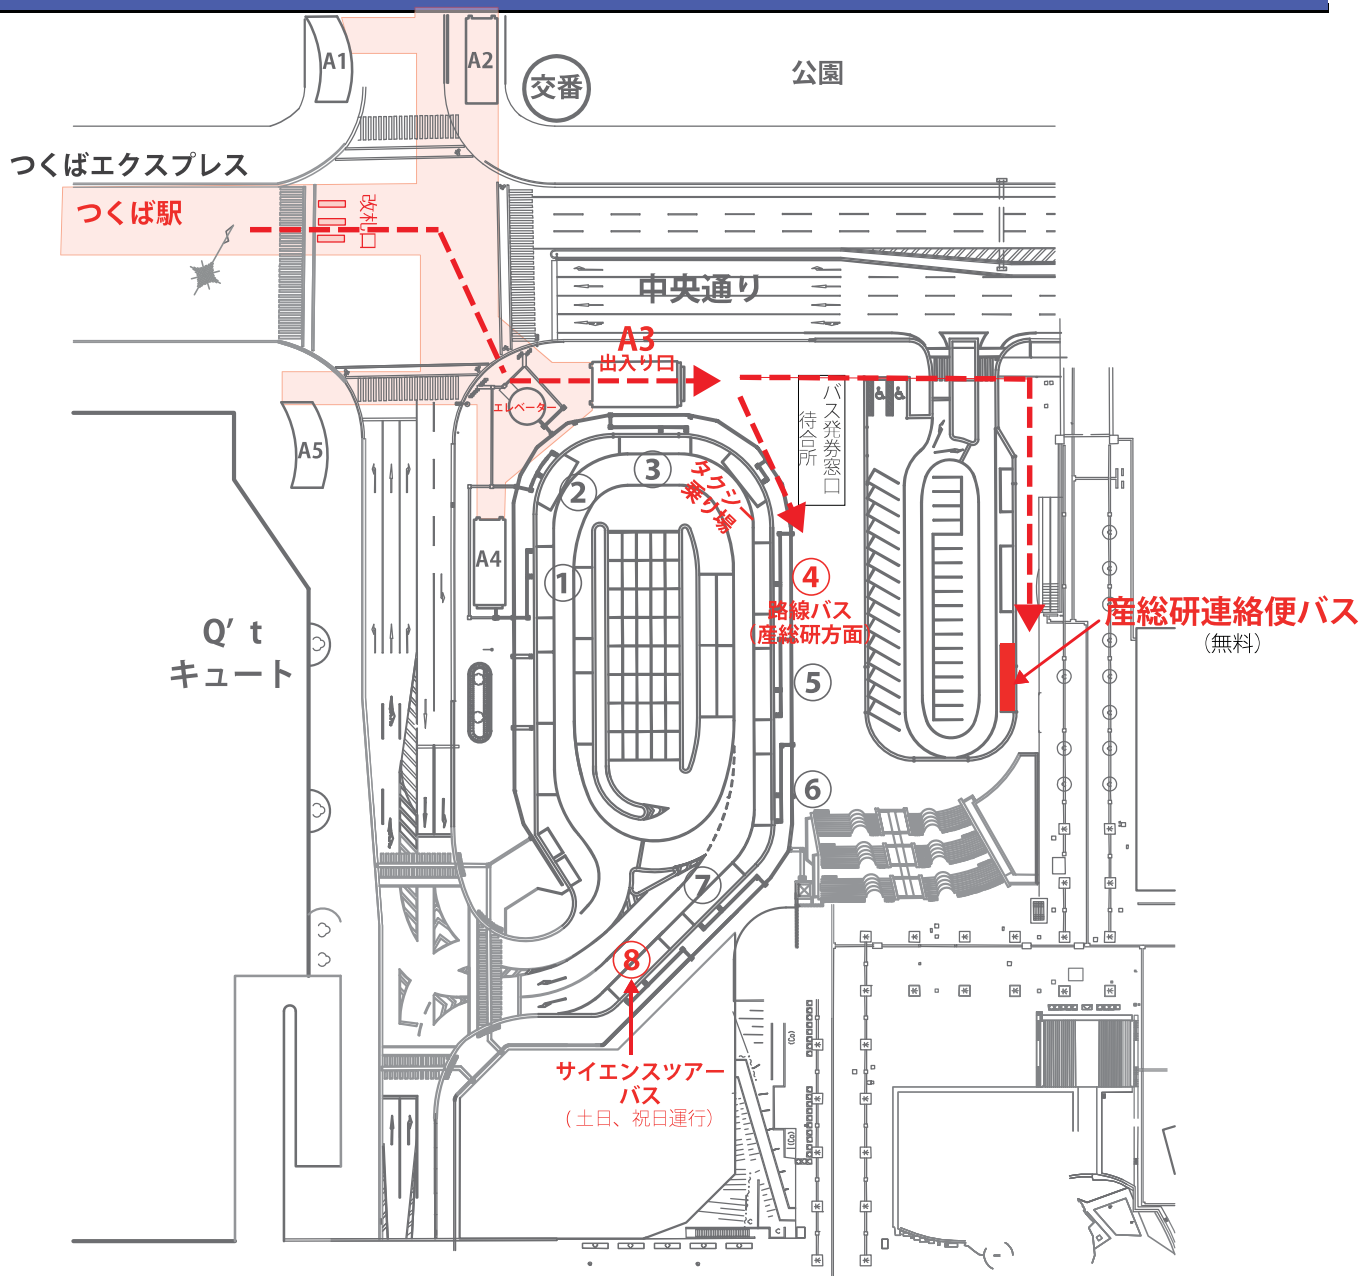 A1
A2
交番
公園
つくばエクスプレス
つくば駅
改札口
中央通り
A3
出入り口
エレベーター
バス発券窓口
待合所
A5
タクシー
乗り場
③
②
①
A4
④
路線バス
(産総研方面)
産総研連絡便バス
(無料)
Q't
キュート
⑤
⑥
⑦
⑧
サイエンスツアー
バス
(土日、祝日運行)
(Co)
(Co)